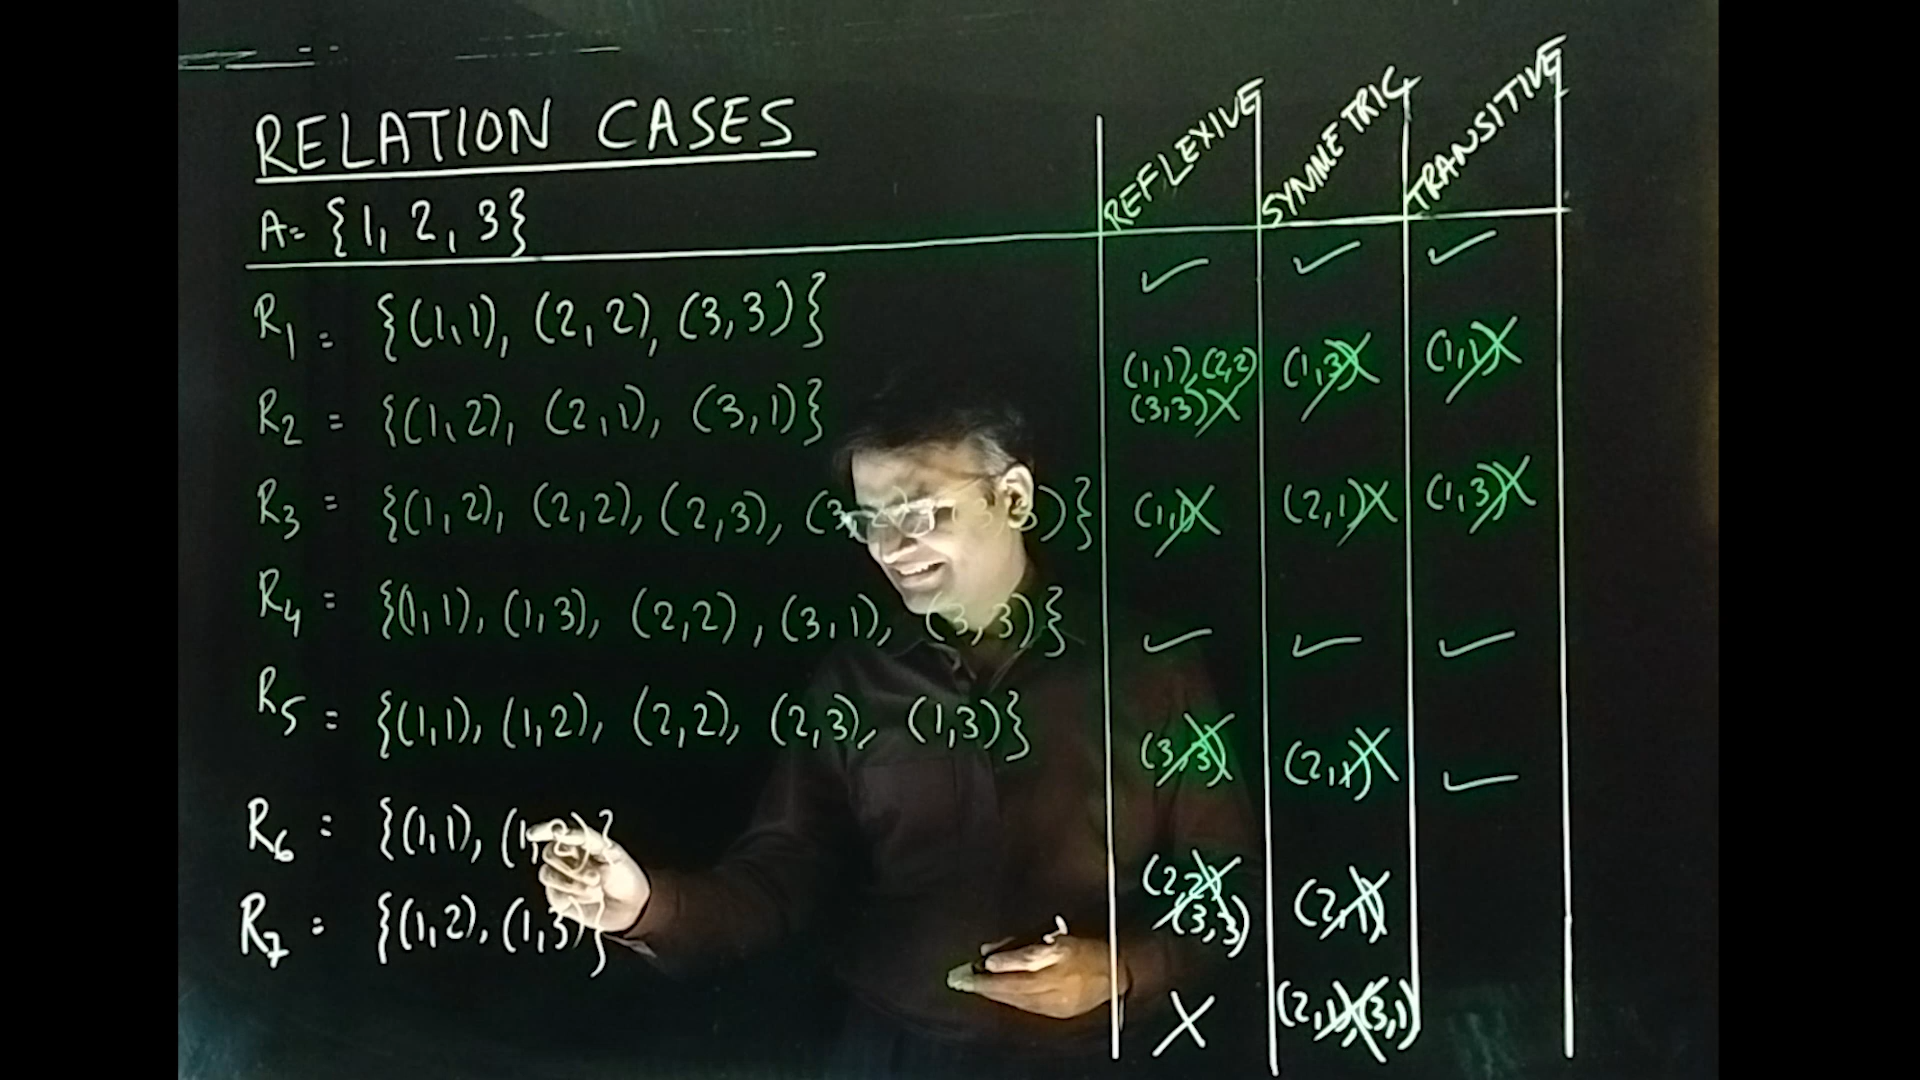 RELATION CASES
A = {1, 2, 3}
REFLEXIVE SYMMETRIC TRANSITIVE
R1 = {(1,1), (2,2), (3,3)} ✓ ✓ ✓
R2 = {(1,2), (2,1), (3,1)} (1,1), (2,2) (1,3)X (1,1)X
(3,3)X
R3 = {(1,2), (2,2), (2,3), (3, )} (1,1)X (2,1)X (1,3)X
R4 = {(1,1), (1,3), (2,2), (3,1), (3,3)} ✓ ✓ ✓
R5 = {(1,1), (1,2), (2,2), (2,3), (1,3)} (3,3)X (2,1)X ✓
R6 = {(1,1), (1,2)} (2,2)X (2,1)X
(3,3)
R7 = {(1,2), (1,3)} X (2,1)X, (3,1)